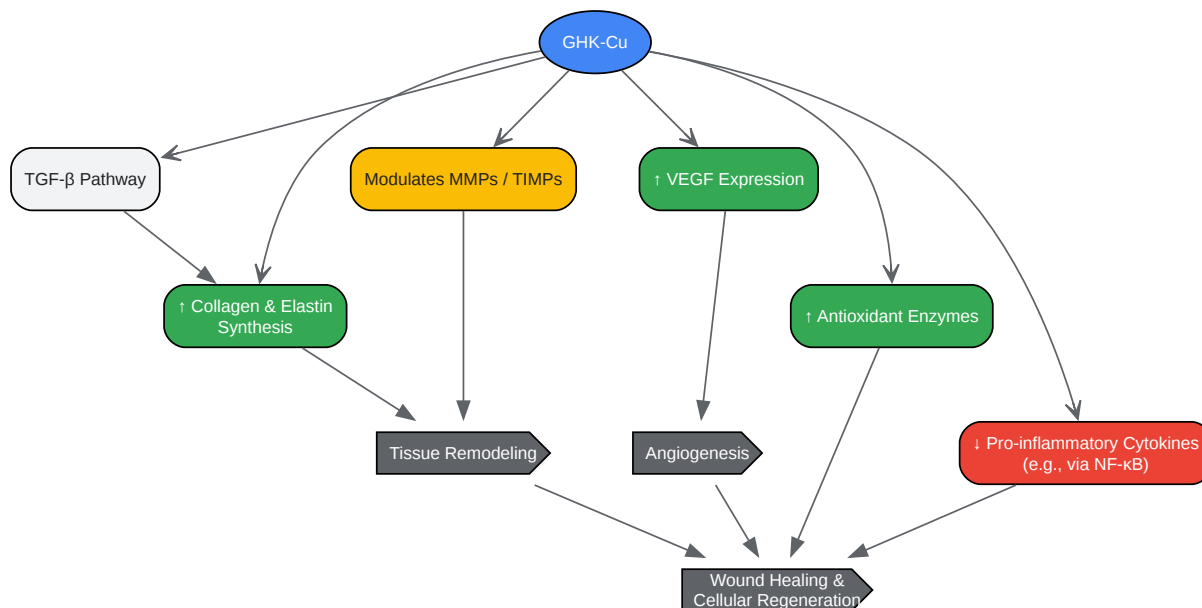 GHK-Cu
TGF-β Pathway
Modulates MMPs / TIMPs
↑ VEGF Expression
↑ Collagen & Elastin
Synthesis
↑ Antioxidant Enzymes
Tissue Remodeling
Angiogenesis
↓ Pro-inflammatory Cytokines
(e.g., via NF-κB)
Wound Healing &
Cellular Regeneration